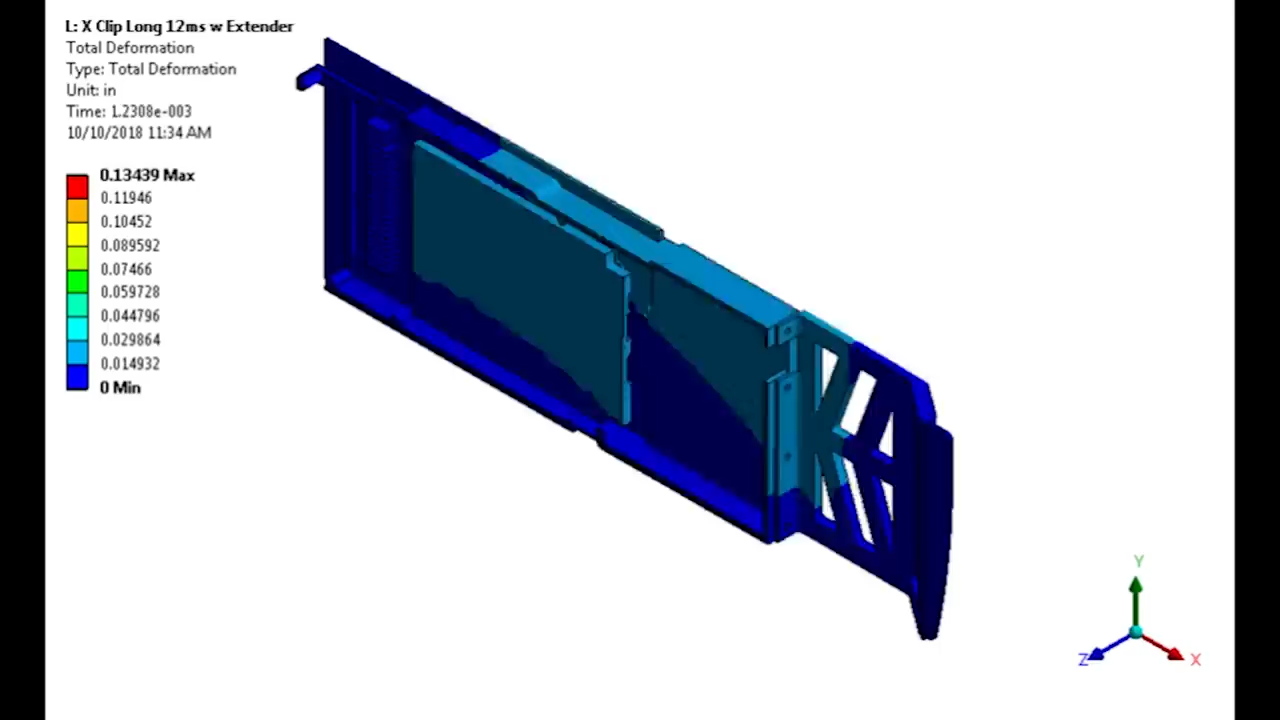 L: X Clip Long 12ms w Extender
Total Deformation
Type: Total Deformation
Unit: in
Time: 1.2308e-003
10/10/2018 11:34 AM
0.13439 Max
0.11946
0.10452
0.089592
0.07466
0.059728
0.044796
0.029864
0.014932
0 Min
Y
Z
X